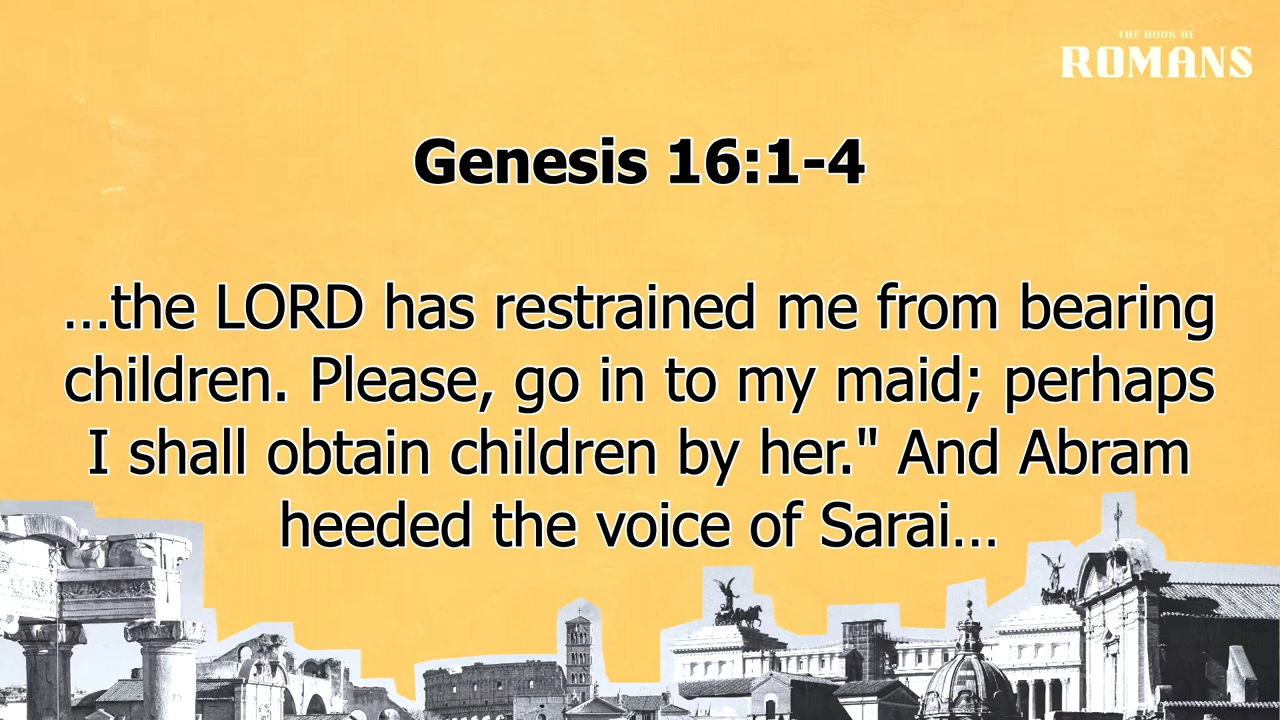 THE BOOK OF
ROMANS
Genesis 16:1-4
...the LORD has restrained me from bearing
children. Please, go in to my maid; perhaps
I shall obtain children by her." And Abram
heeded the voice of Sarai...